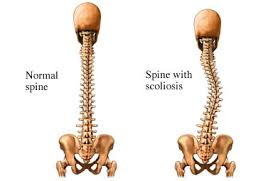 Normal
spine
Spine with
scoliosis